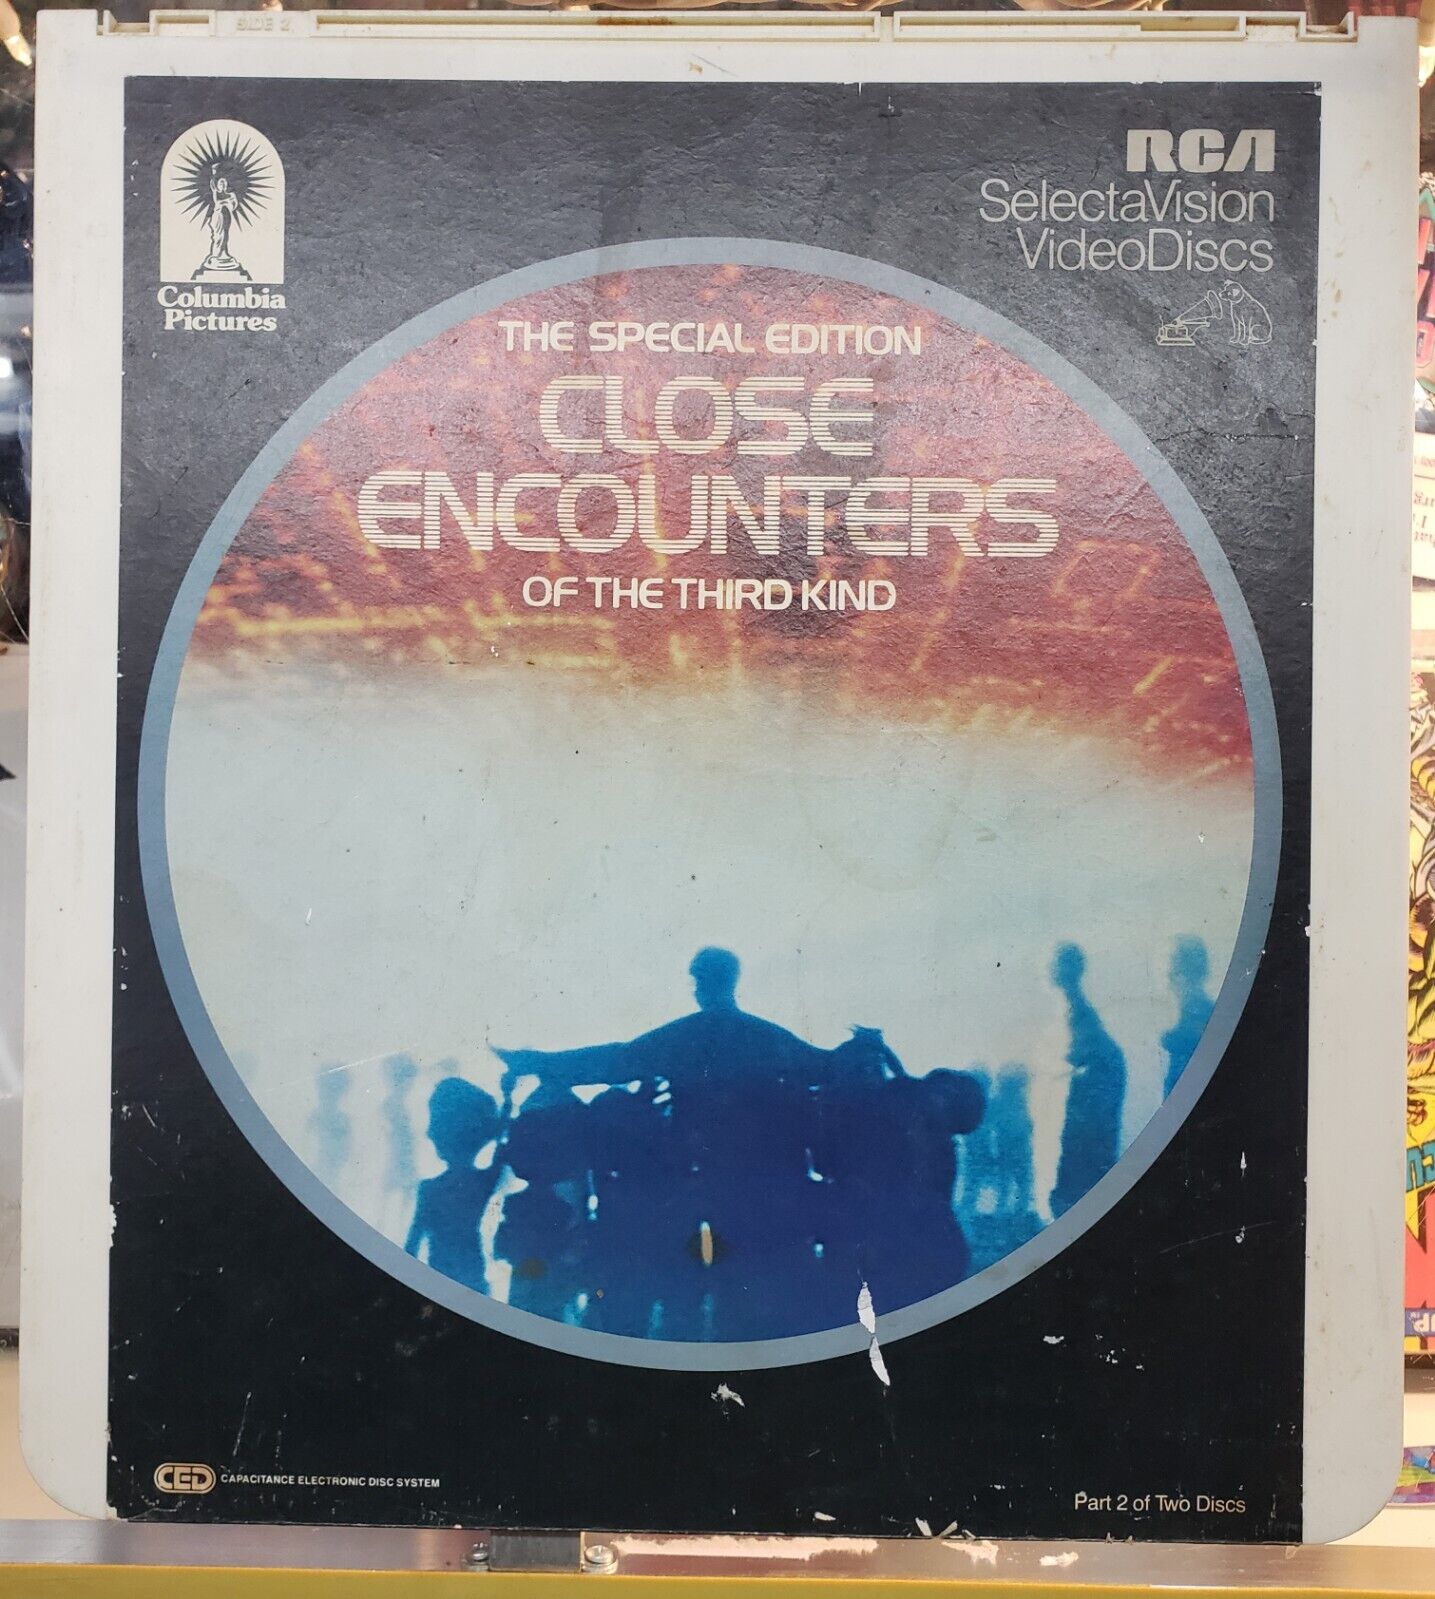 SIDE 2
Columbia
Pictures
RCA
SelectaVision
VideoDiscs
THE SPECIAL EDITION
CLOSE
ENCOUNTERS
OF THE THIRD KIND
CED CAPACITANCE ELECTRONIC DISC SYSTEM
Part 2 of Two Discs